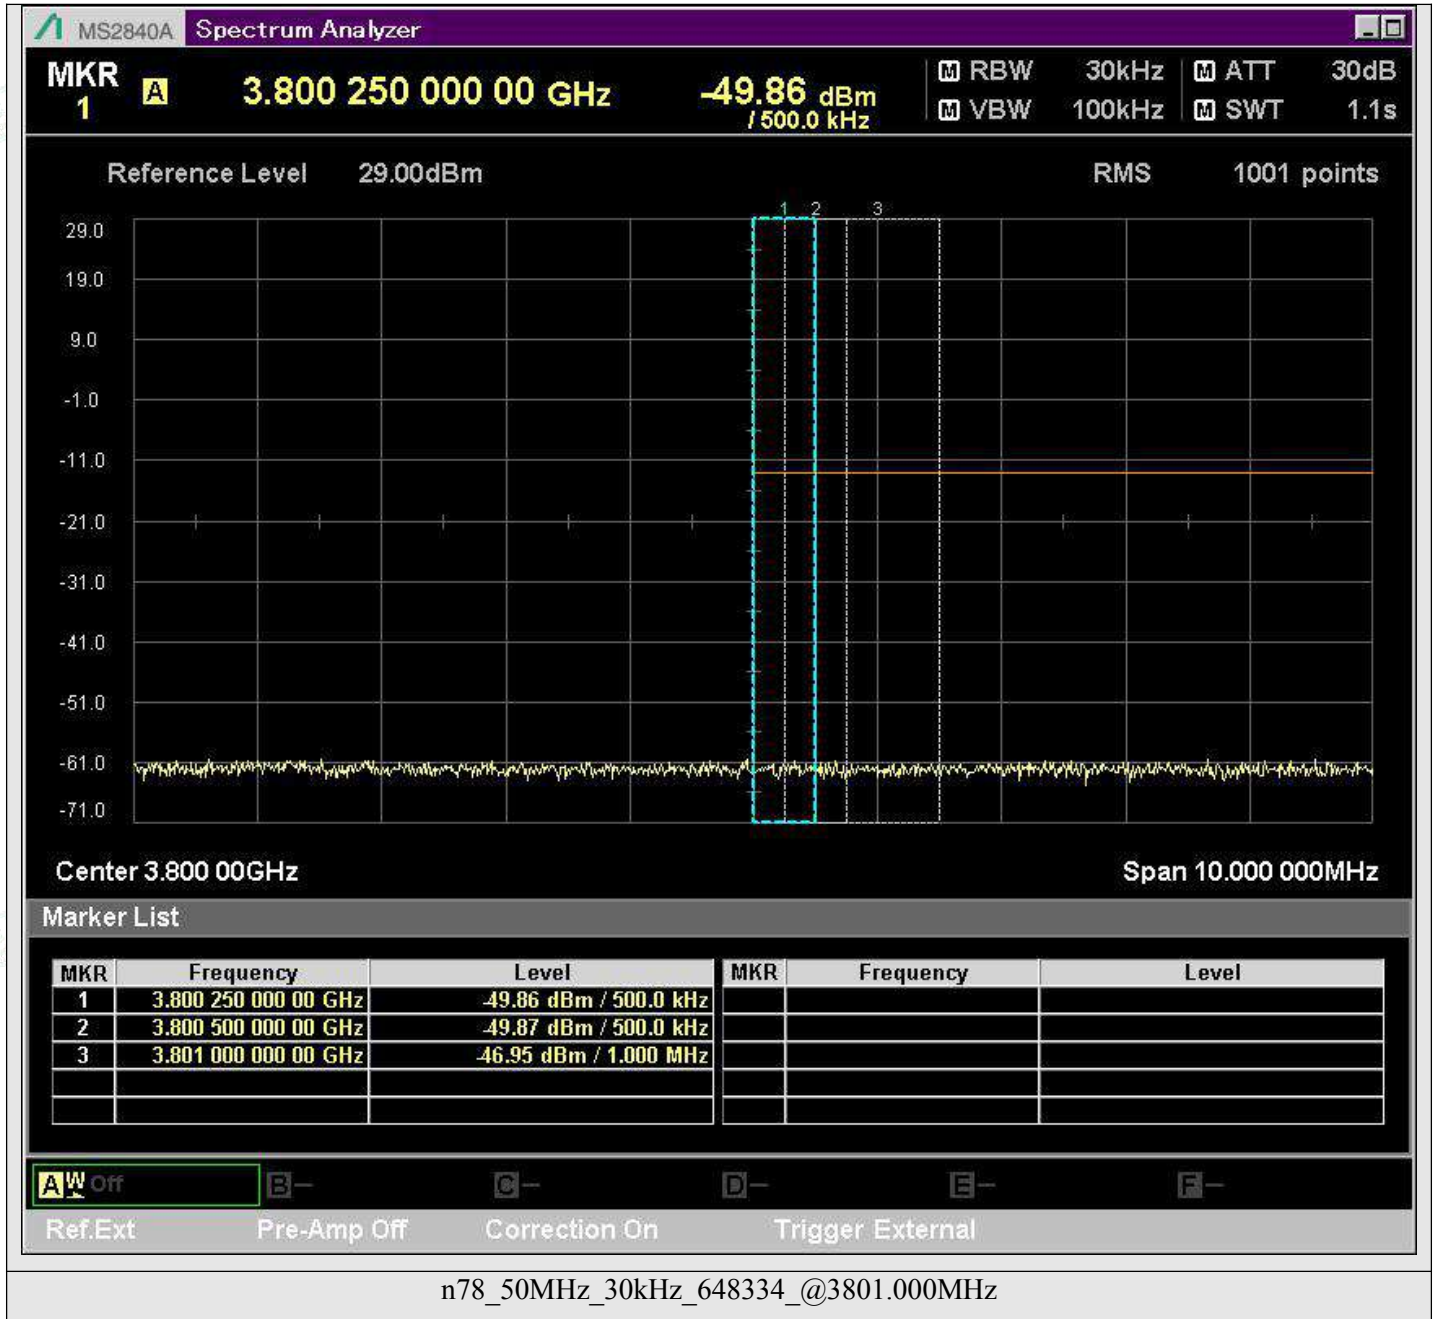 MS2840A Spectrum Analyzer
MKR 1 A 3.800 250 000 00 GHz -49.86 dBm / 500.0 kHz
M RBW 30kHz M ATT 30dB
M VBW 100kHz M SWT 1.1s
Reference Level 29.00dBm RMS 1001 points
1 2 3
29.0
19.0
9.0
-1.0
-11.0
-21.0
-31.0
-41.0
-51.0
-61.0
-71.0
Center 3.800 00GHz Span 10.000 000MHz
Marker List
MKR Frequency Level MKR Frequency Level
1 3.800 250 000 00 GHz -49.86 dBm / 500.0 kHz
2 3.800 500 000 00 GHz -49.87 dBm / 500.0 kHz
3 3.801 000 000 00 GHz -46.95 dBm / 1.000 MHz
A W Off B – C – D – E – F –
Ref.Ext Pre-Amp Off Correction On Trigger External
n78_50MHz_30kHz_648334_@3801.000MHz